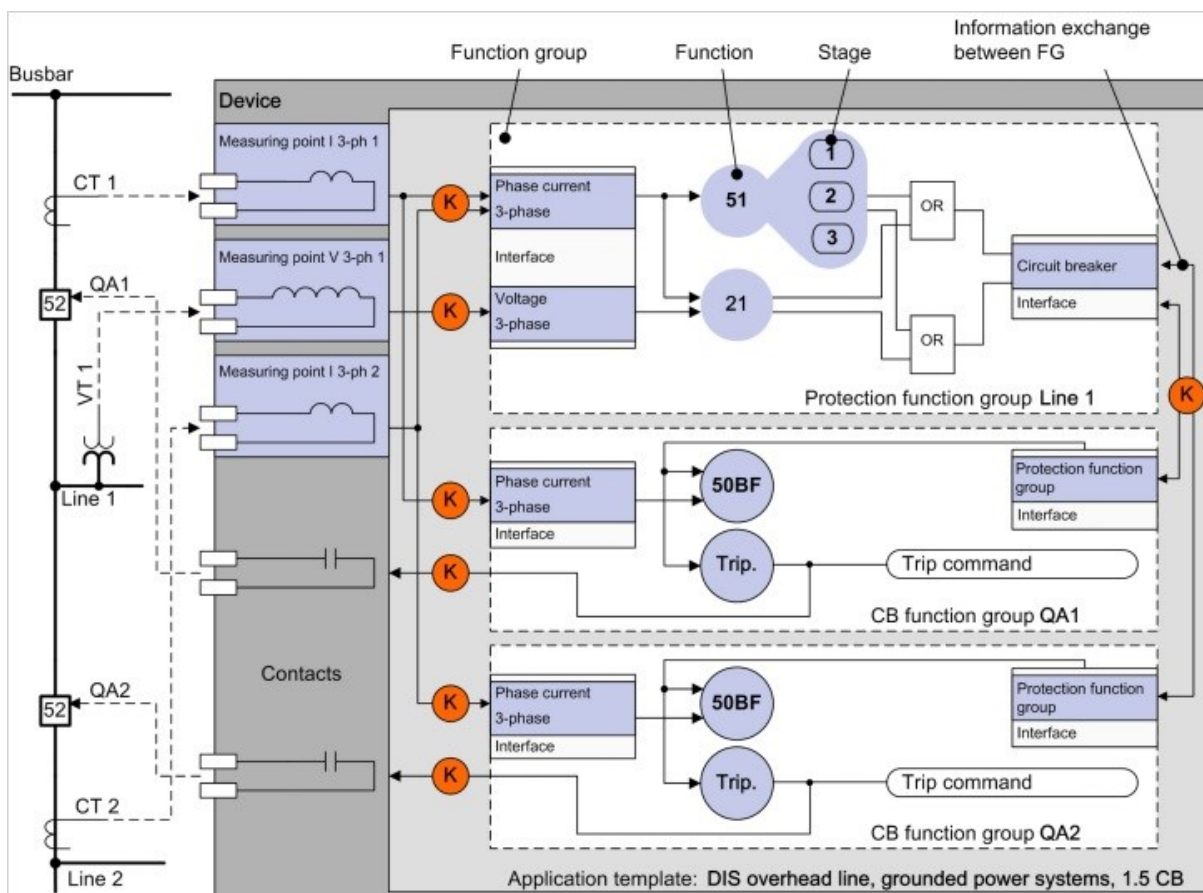 Information exchange
between FG
Function group
Function
Stage
Busbar
Device
Measuring point I 3-ph 1
CT 1
K
Phase current
3-phase
Interface
Voltage
3-phase
51
1
2
3
OR
Circuit breaker
Interface
Measuring point V 3-ph 1
QA1
52
K
21
OR
VT 1
Measuring point I 3-ph 2
Protection function group Line 1
K
Line 1
K
Phase current
3-phase
Interface
50BF
Protection function
group
Interface
K
Trip.
Trip command
CB function group QA1
Contacts
QA2
52
K
Phase current
3-phase
Interface
50BF
Protection function
group
Interface
K
Trip.
Trip command
CB function group QA2
CT 2
Line 2
Application template: DIS overhead line, grounded power systems, 1.5 CB